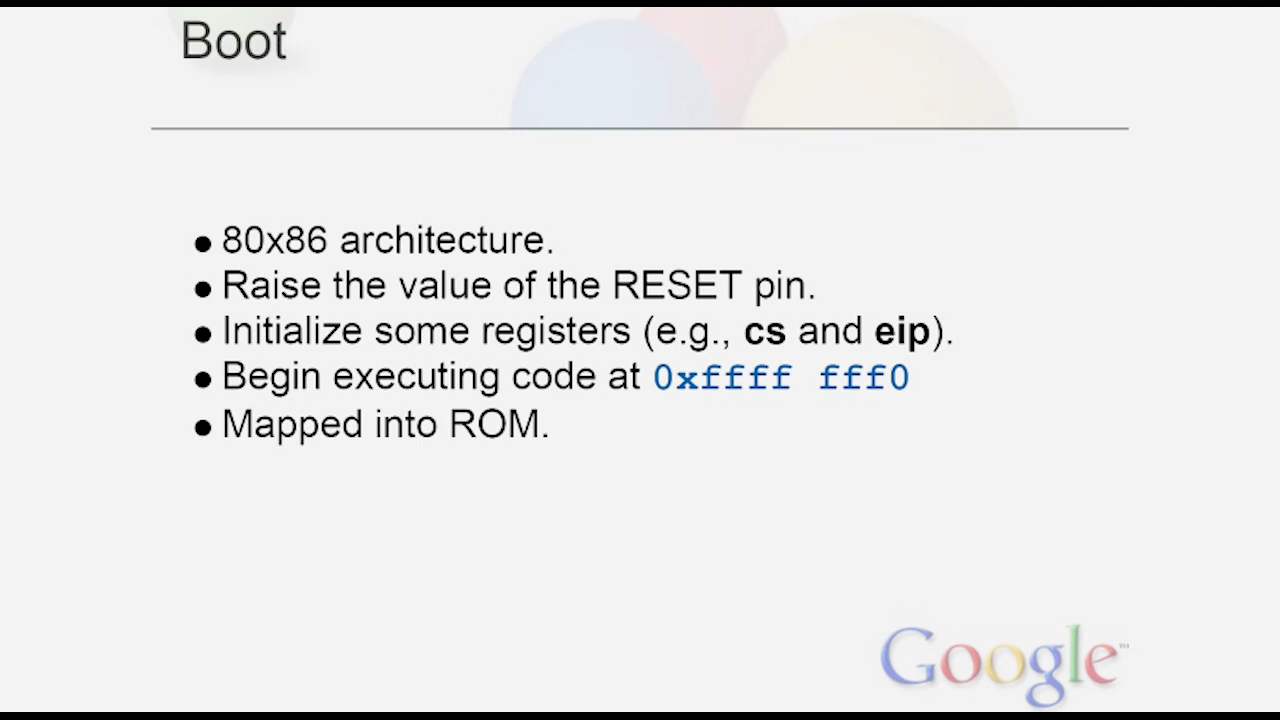 Boot
● 80x86 architecture.
● Raise the value of the RESET pin.
● Initialize some registers (e.g., cs and eip).
● Begin executing code at 0xffff fff0
● Mapped into ROM.
Google™